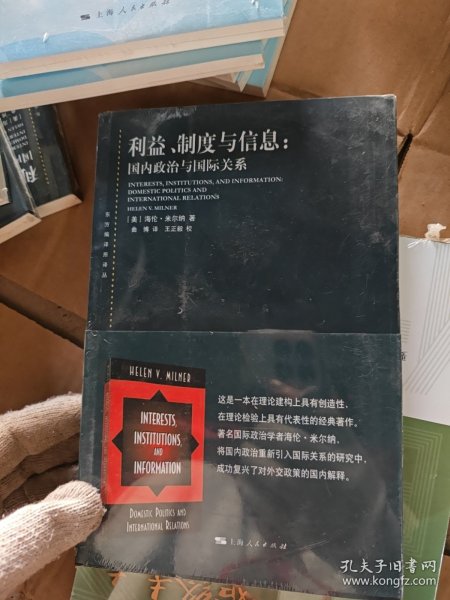 上海人民出版社
利益、制度与信息：
国内政治与国际关系
INTERESTS, INSTITUTIONS, AND INFORMATION:
DOMESTIC POLITICS AND
INTERNATIONAL RELATIONS
HELEN V. MILNER
［美］海伦·米尔纳 著
曲博 译 王正毅 校
东方编译所译丛
HELEN V. MILNER
INTERESTS,
INSTITUTIONS,
AND
INFORMATION
DOMESTIC POLITICS AND
INTERNATIONAL RELATIONS
这是一本在理论建构上具有创造性、
在理论检验上具有代表性的经典著作。
著名国际政治学者海伦·米尔纳，
将国内政治重新引入国际关系的研究中，
成功复兴了对外交政策的国内解释。
上海人民出版社
孔夫子旧书网
www.kongfz.com